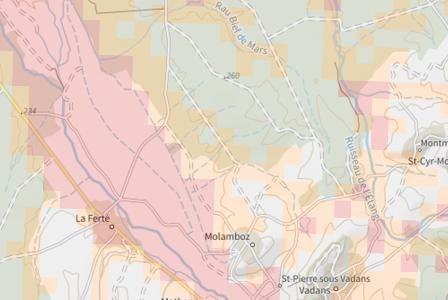 Rau Bief de Mars
260
234
Ruisseau de l'Étang
Montm
St-Cyr-Mo
La Ferté
Molamboz
St-Pierre sous Vadans
Vadans